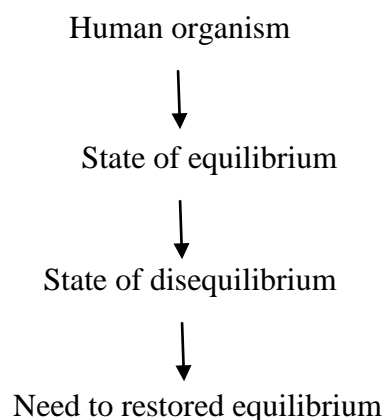 Human organism
State of equilibrium
State of disequilibrium
Need to restored equilibrium